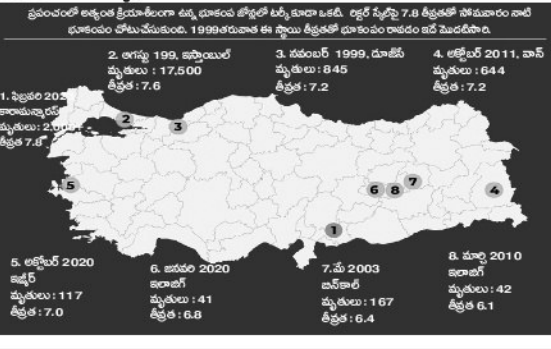 ప్రపంచంలో అత్యంత క్రియాశీలంగా ఉన్న భూకంప జోన్లలో టర్కీ కూడా ఒకటి. రిక్టర్ స్కేల్‌పై 7.8 తీవ్రతతో సోమవారం నాటి
భూకంపం చోటుచేసుకుంది. 1999తరువాత ఈ స్థాయి తీవ్రతతో భూకంపం రావడం ఇదే మొదటిసారి.
2. ఆగస్టు 199, ఇస్తాంబుల్
మృతులు : 17,500
తీవ్రత : 7.6
3. నవంబర్ 1999, డూజ్‌సే
మృతులు : 845
తీవ్రత : 7.2
4. అక్టోబర్ 2011, వాన్
మృతులు : 644
తీవ్రత : 7.2
1. ఫిబ్రవరి 202
మృతులు :
తీవ్రత 7.8
2
3
5
6
8
7
4
1
5. అక్టోబర్ 2020
ఇజ్మీర్
మృతులు : 117
తీవ్రత : 7.0
6. జనవరి 2020
ఇలాజిగ్
మృతులు : 41
తీవ్రత : 6.8
7.మే 2003
బిన్‌కాల్
మృతులు : 167
తీవ్రత : 6.4
8. మార్చి 2010
ఇలాజిగ్
మృతులు : 42
తీవ్రత 6.1